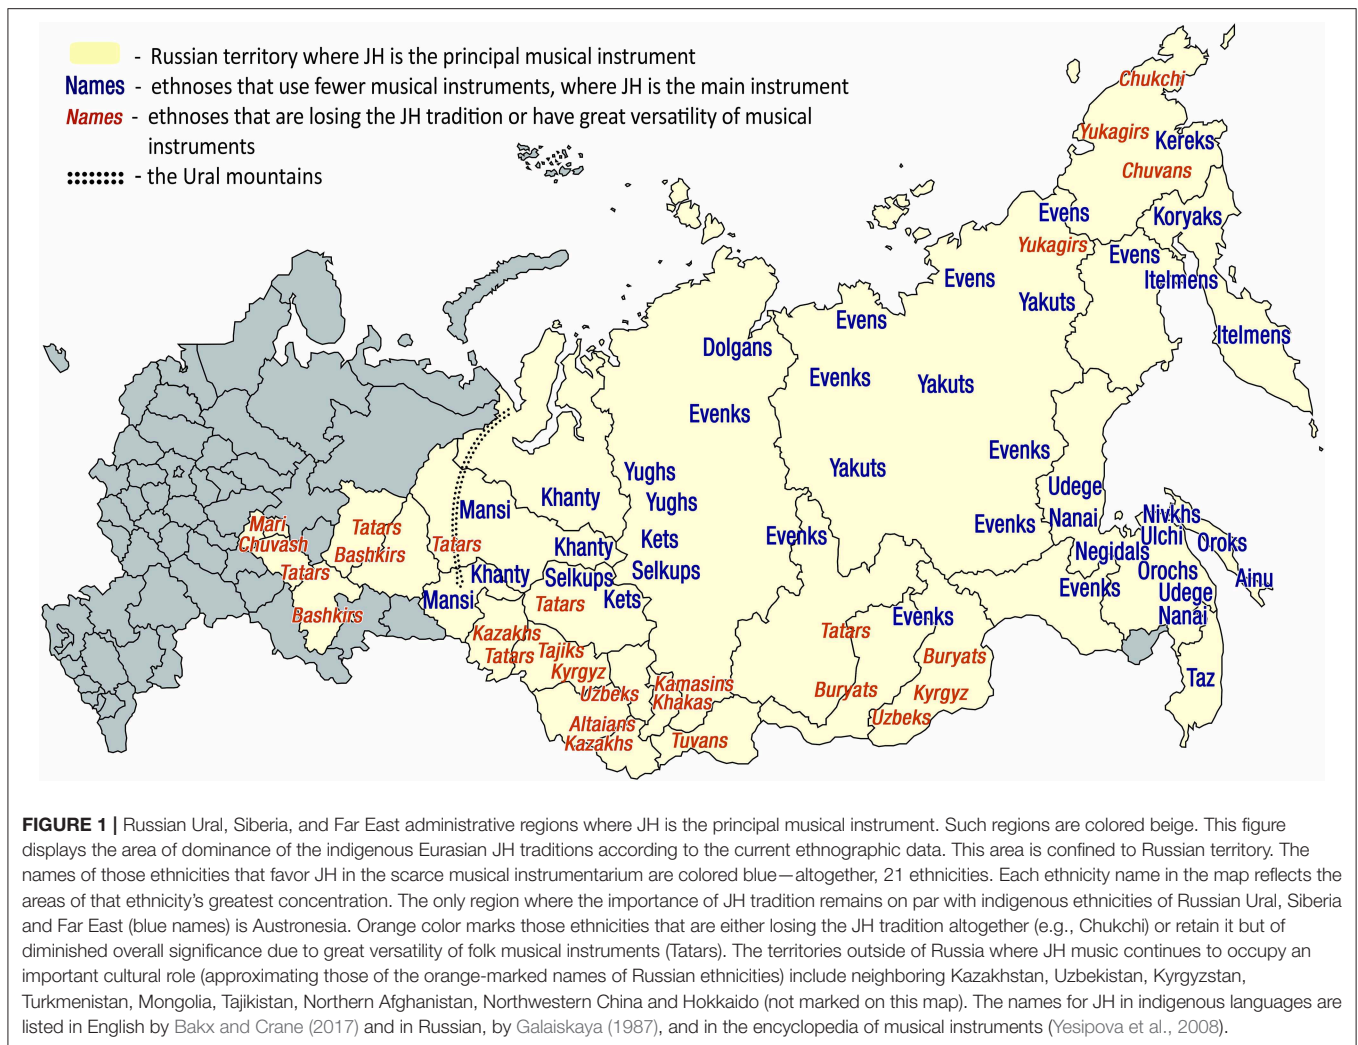 - Russian territory where JH is the principal musical instrument
Names - ethnoses that use fewer musical instruments, where JH is the main instrument
Names - ethnoses that are losing the JH tradition or have great versatility of musical
instruments
- the Ural mountains
Chukchi
Yukagirs
Kereks
Chuvans
Evens
Koryaks
Yukagirs
Evens
Evens
Itelmens
Yakuts
Evens
Itelmens
Dolgans
Evenks
Yakuts
Evenks
Evenks
Yughs
Yakuts
Udege
Khanty
Yughs
Mansi
Nivkhs
Mari
Tatars
Evenks
Nanai
Chuvash
Bashkirs
Tatars
Khanty
Kets
Evenks
Ulchi
Oroks
Negidals
Tatars
Khanty
Selkups
Selkups
Orochs
Ainu
Evenks
Udege
Mansi
Tatars
Kets
Bashkirs
Evenks
Nanai
Kazakhs
Tatars
Tatars
Tajiks
Buryats
Kyrgyz
Taz
Uzbeks
Kamasins
Khakas
Buryats
Kyrgyz
Uzbeks
Altaians
Kazakhs
Tuvans
FIGURE 1 | Russian Ural, Siberia, and Far East administrative regions where JH is the principal musical instrument. Such regions are colored beige. This figure
displays the area of dominance of the indigenous Eurasian JH traditions according to the current ethnographic data. This area is confined to Russian territory. The
names of those ethnicities that favor JH in the scarce musical instrumentarium are colored blue—altogether, 21 ethnicities. Each ethnicity name in the map reflects the
areas of that ethnicity's greatest concentration. The only region where the importance of JH tradition remains on par with indigenous ethnicities of Russian Ural, Siberia
and Far East (blue names) is Austronesia. Orange color marks those ethnicities that are either losing the JH tradition altogether (e.g., Chukchi) or retain it but of
diminished overall significance due to great versatility of folk musical instruments (Tatars). The territories outside of Russia where JH music continues to occupy an
important cultural role (approximating those of the orange-marked names of Russian ethnicities) include neighboring Kazakhstan, Uzbekistan, Kyrgyzstan,
Turkmenistan, Mongolia, Tajikistan, Northern Afghanistan, Northwestern China and Hokkaido (not marked on this map). The names for JH in indigenous languages are
listed in English by Bakx and Crane (2017) and in Russian, by Galaiskaya (1987), and in the encyclopedia of musical instruments (Yesipova et al., 2008).